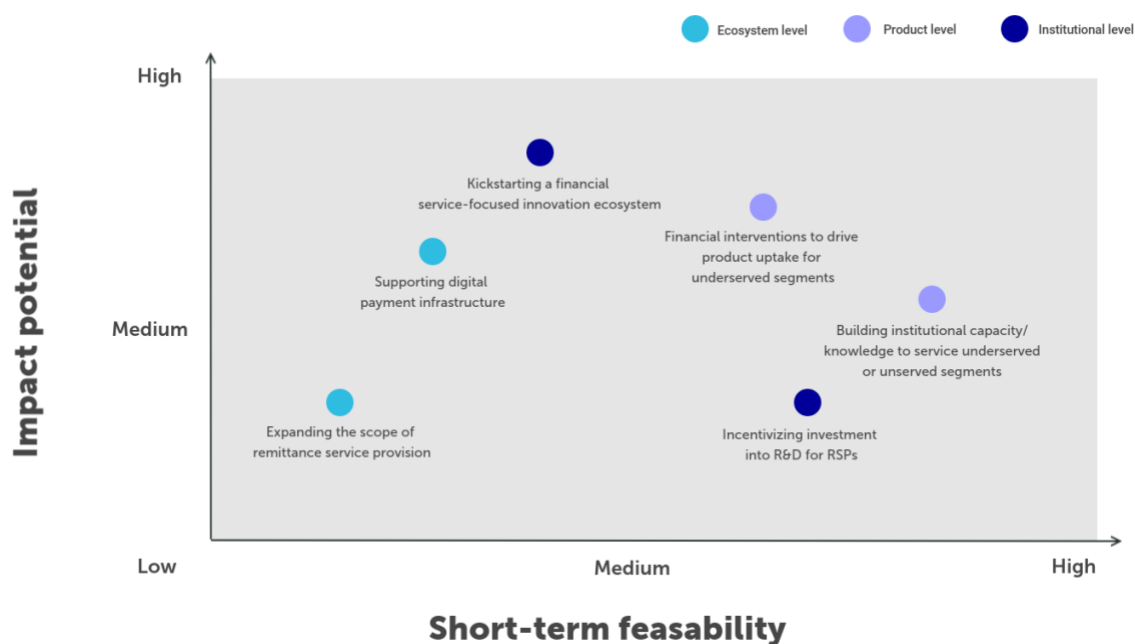 Ecosystem level
Product level
Institutional level
High
Impact potential
Kickstarting a financial
service-focused innovation ecosystem
Financial interventions to drive
product uptake for
underserved segments
Supporting digital
payment infrastructure
Medium
Building institutional capacity/
knowledge to service underserved
or unserved segments
Expanding the scope of
remittance service provision
Incentivizing investment
into R&D for RSPs
Low
Medium
High
Short-term feasability